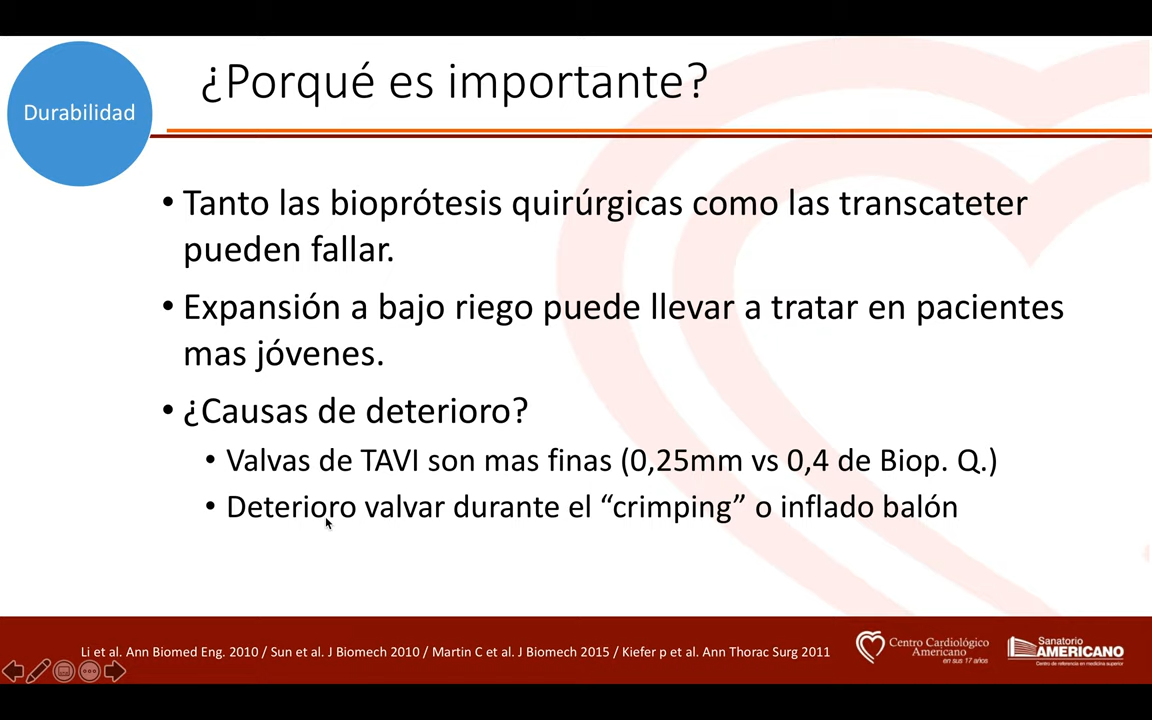 Durabilidad
¿Porqué es importante?
• Tanto las bioprótesis quirúrgicas como las transcateter
pueden fallar.
• Expansión a bajo riego puede llevar a tratar en pacientes
mas jóvenes.
• ¿Causas de deterioro?
• Valvas de TAVI son mas finas (0,25mm vs 0,4 de Biop. Q.)
• Deterioro valvar durante el “crimping” o inflado balón
Li et al. Ann Biomed Eng. 2010 / Sun et al. J Biomech 2010 / Martin C et al. J Biomech 2015 / Kiefer p et al. Ann Thorac Surg 2011
Centro Cardiológico
Americano
en sus 17 años
Sanatorio
AMERICANO
Centro de referencia en medicina superior